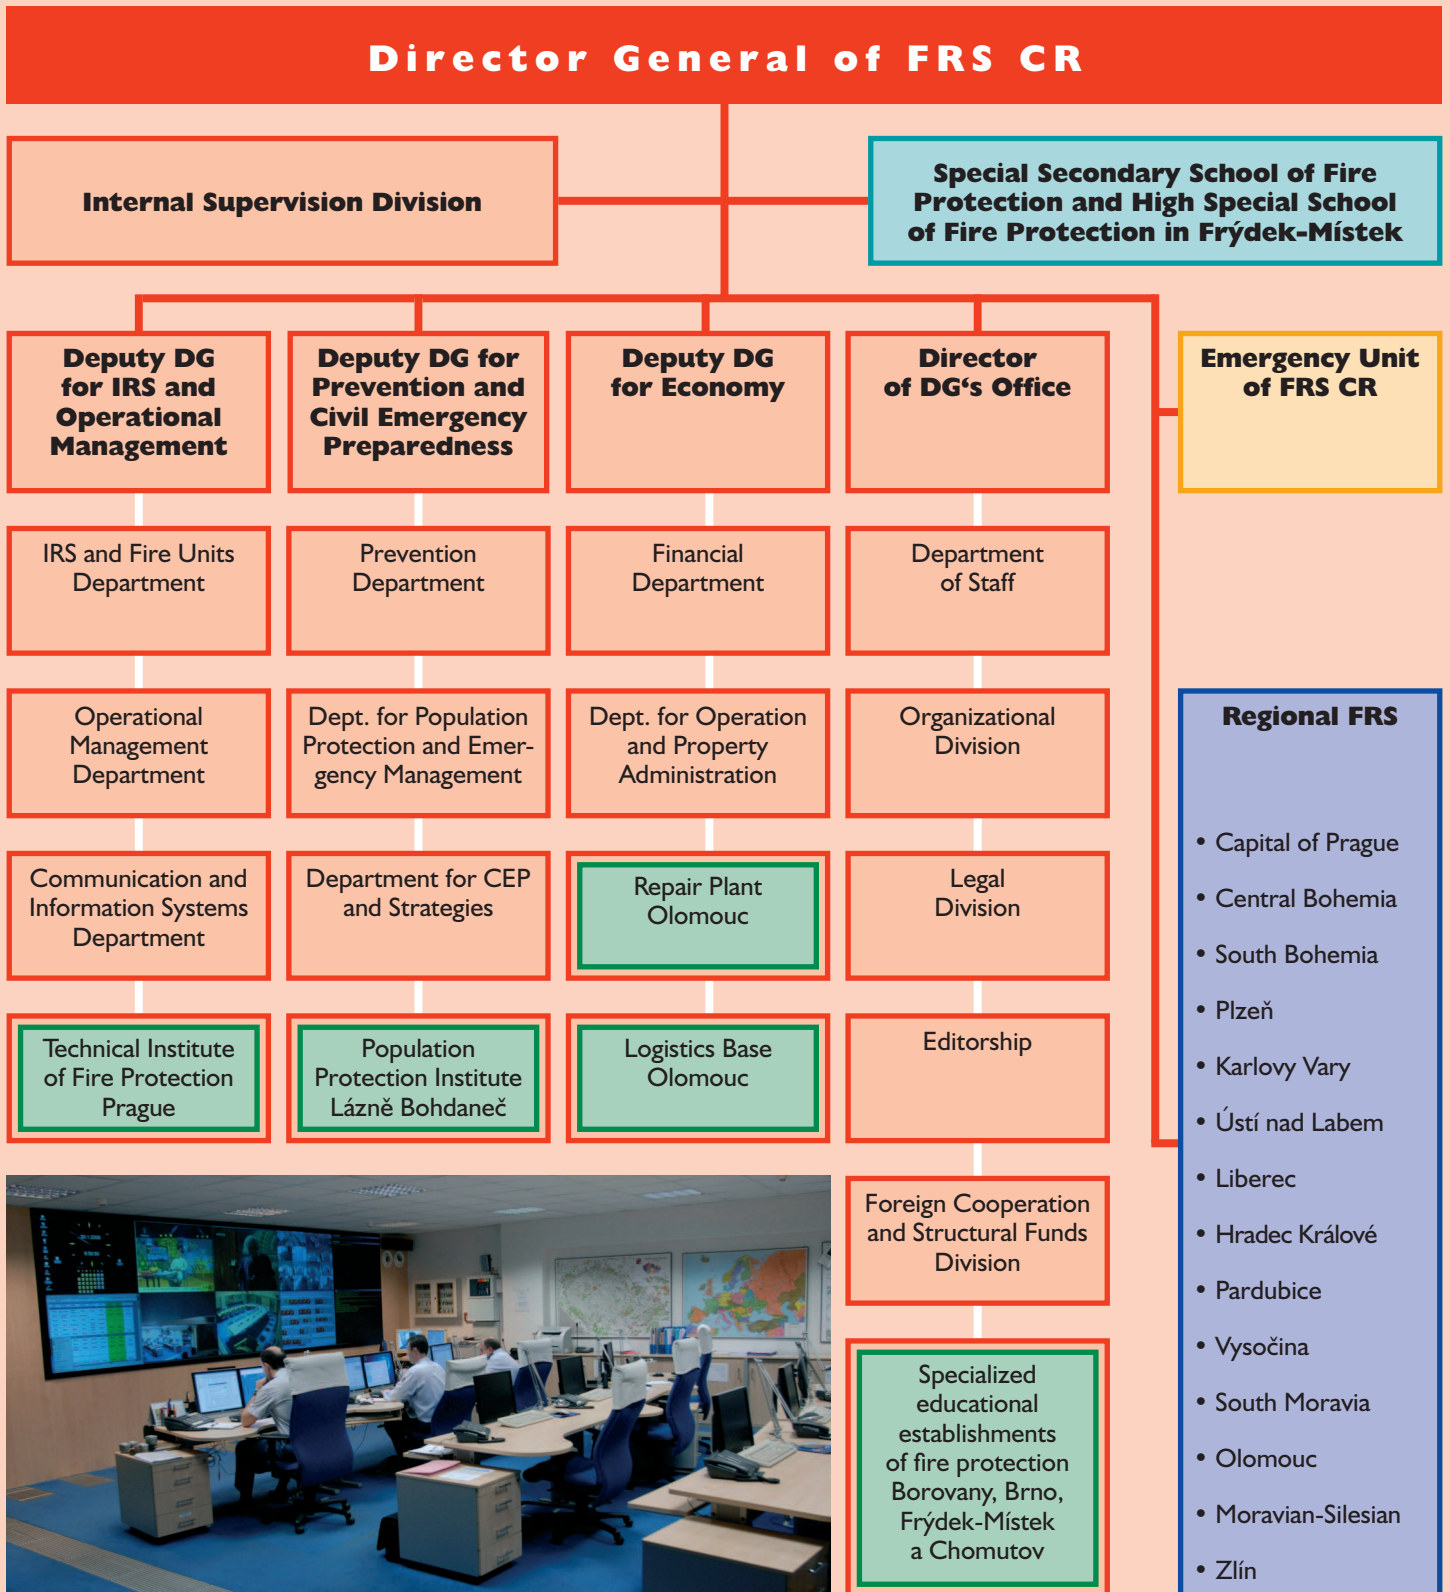 Director General of FRS CR
Internal Supervision Division
Special Secondary School of Fire
Protection and High Special School
of Fire Protection in Frýdek-Místek
Deputy DG
for IRS and
Operational
Management
Deputy DG for
Prevention and
Civil Emergency
Preparedness
Deputy DG
for Economy
Director
of DG‘s Office
Emergency Unit
of FRS CR
IRS and Fire Units
Department
Prevention
Department
Financial
Department
Department
of Staff
Operational
Management
Department
Dept. for Population
Protection and Emer-
gency Management
Dept. for Operation
and Property
Administration
Organizational
Division
Communication and
Information Systems
Department
Department for CEP
and Strategies
Repair Plant
Olomouc
Legal
Division
Technical Institute
of Fire Protection
Prague
Population
Protection Institute
Lázně Bohdaneč
Logistics Base
Olomouc
Editorship
Foreign Cooperation
and Structural Funds
Division
Specialized
educational
establishments
of fire protection
Borovany, Brno,
Frýdek-Místek
a Chomutov
Regional FRS
• Capital of Prague
• Central Bohemia
• South Bohemia
• Plzeň
• Karlovy Vary
• Ústí nad Labem
• Liberec
• Hradec Králové
• Pardubice
• Vysočina
• South Moravia
• Olomouc
• Moravian-Silesian
• Zlín